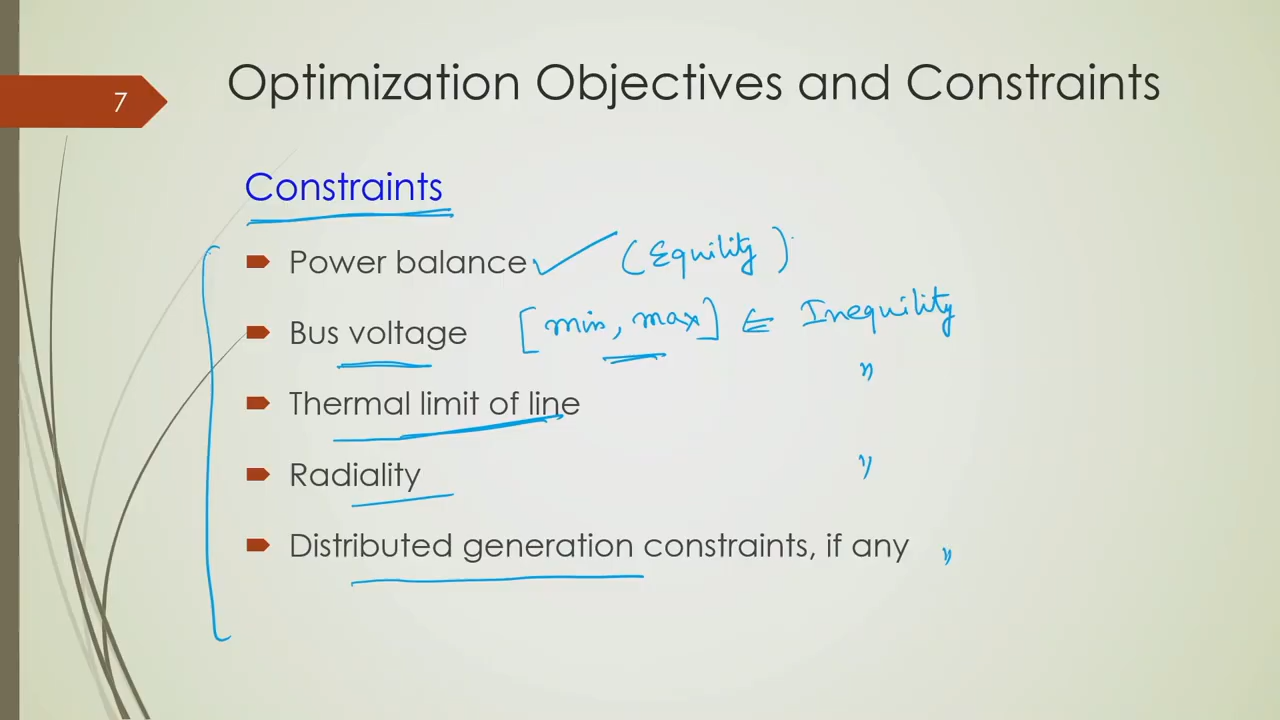 7
Optimization Objectives and Constraints
Constraints
Power balance ✓ (Equility)
Bus voltage [min, max] ⋲ Inequility
Thermal limit of line "
Radiality "
Distributed generation constraints, if any "